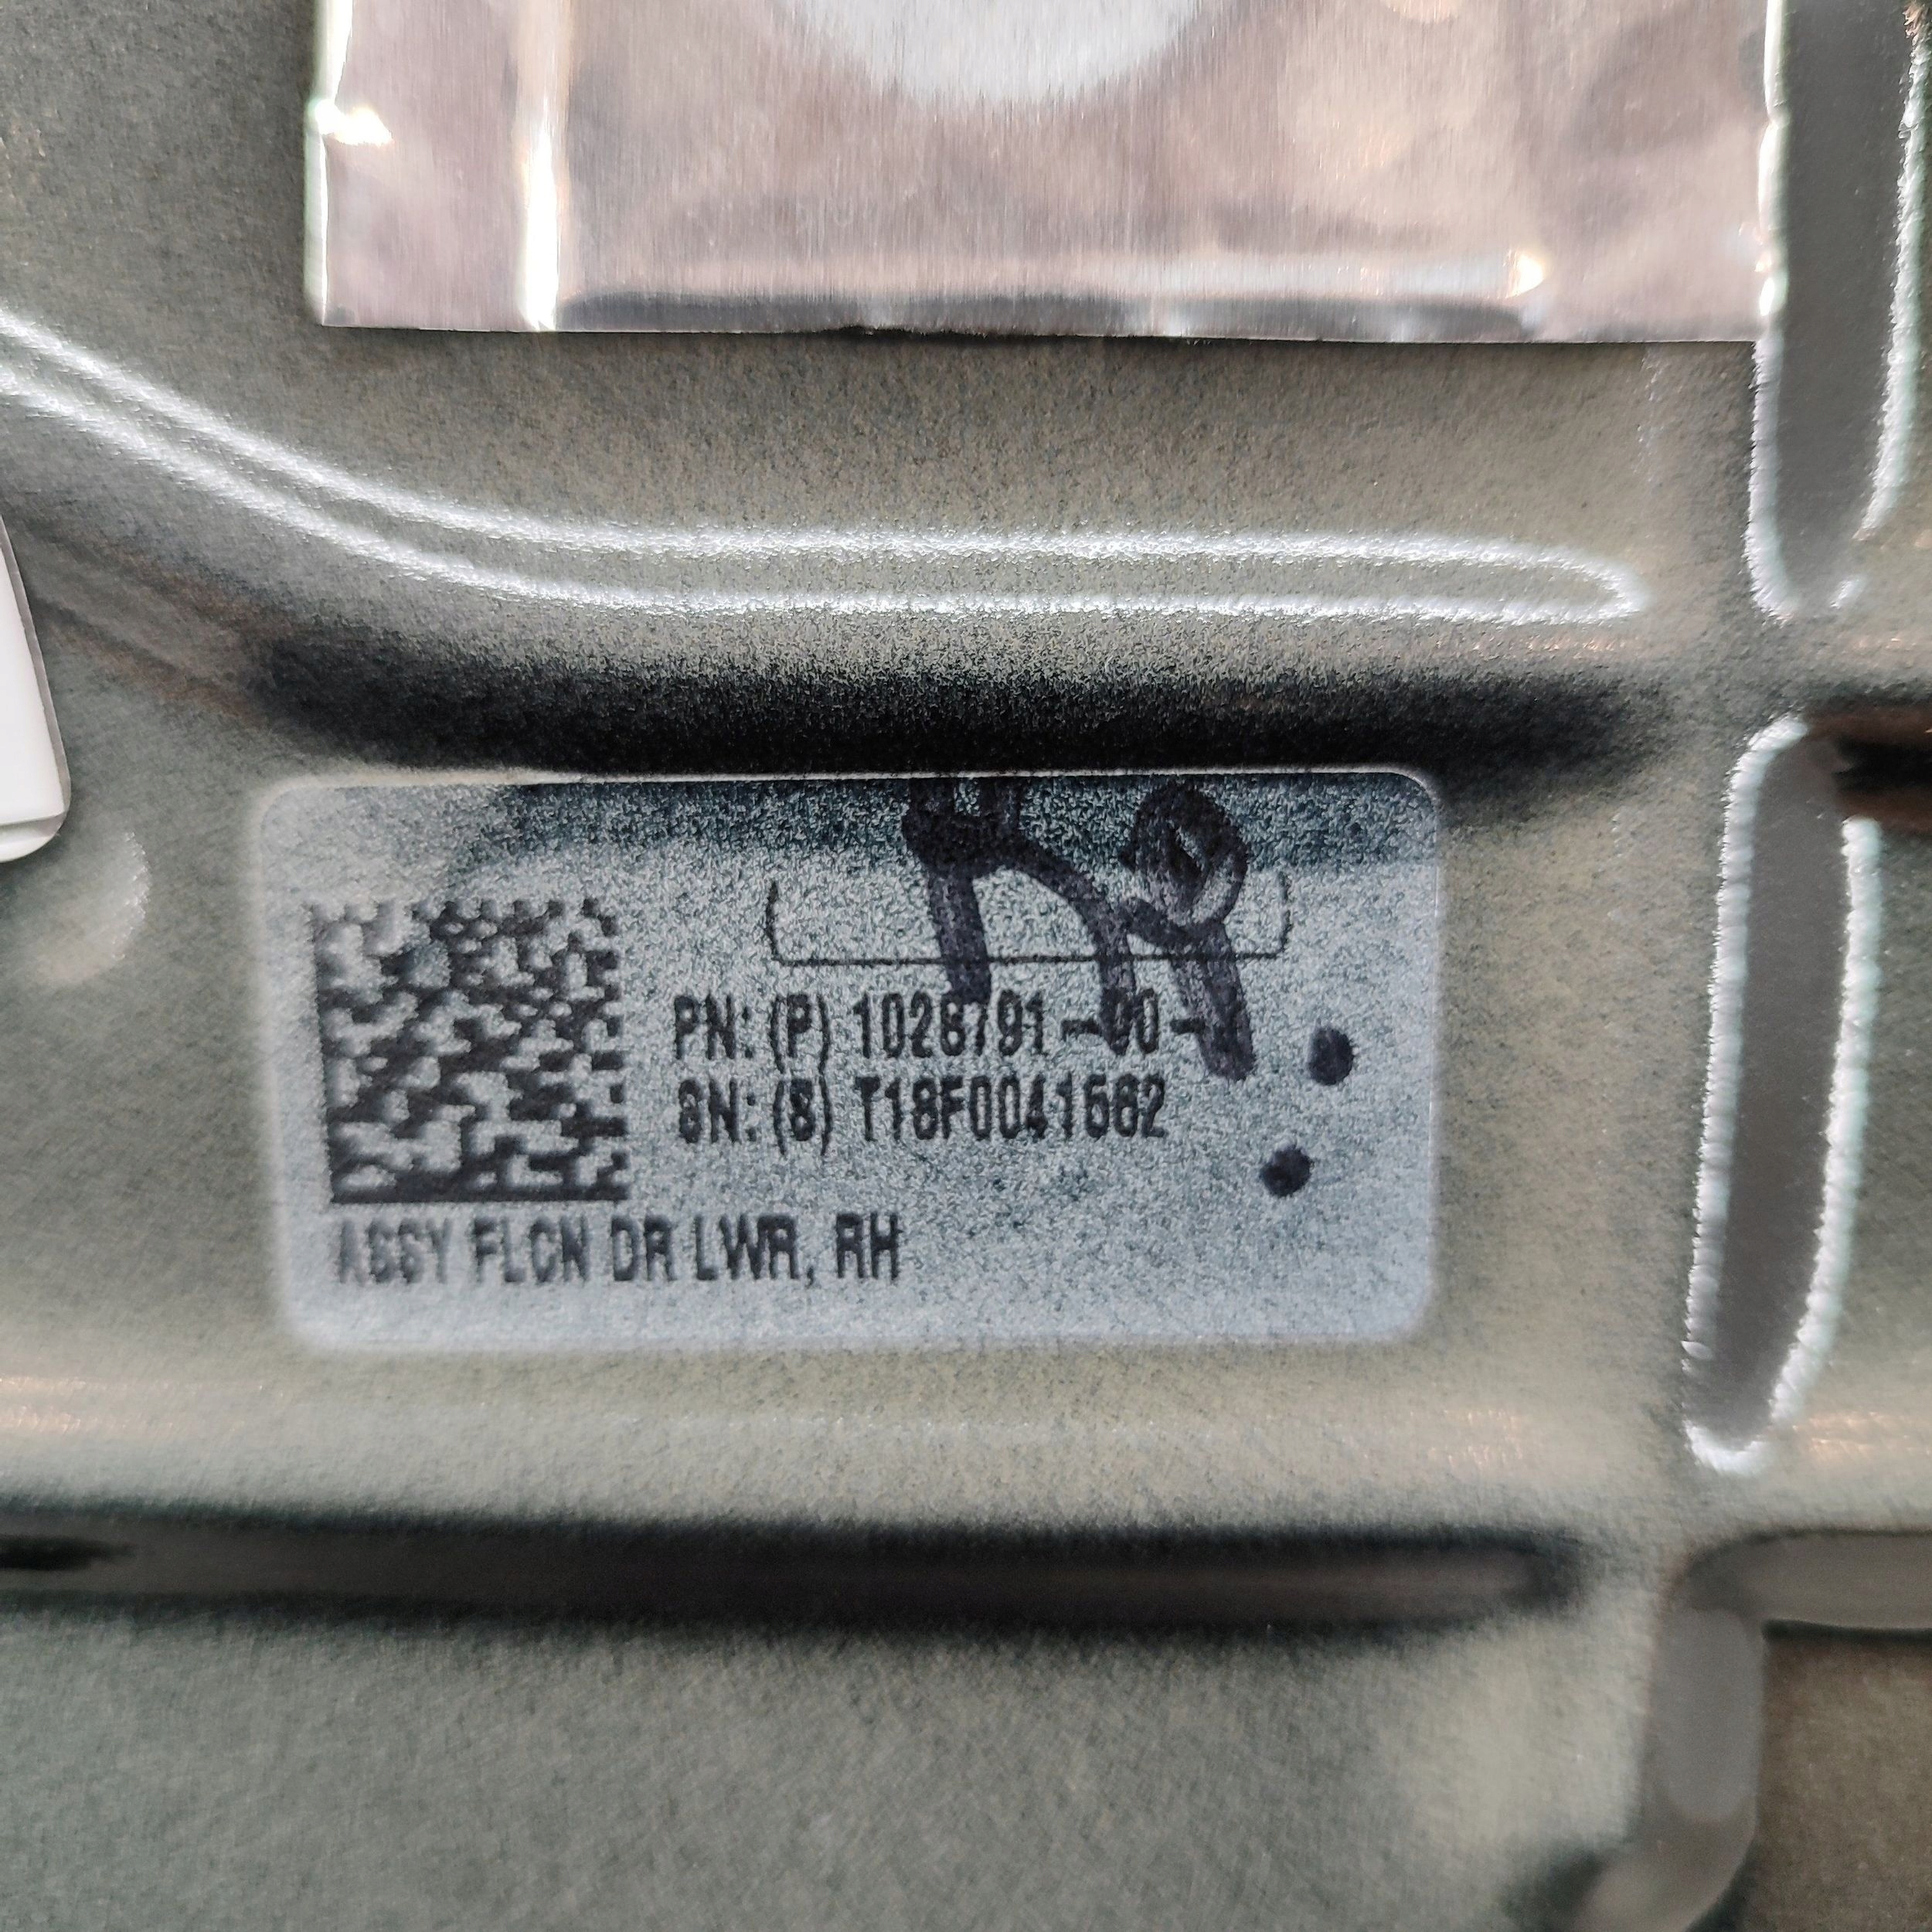 PN: (P) 1028791-00-
SN: (S) T18F0041562
ASSY FLCN DR LWR, RH